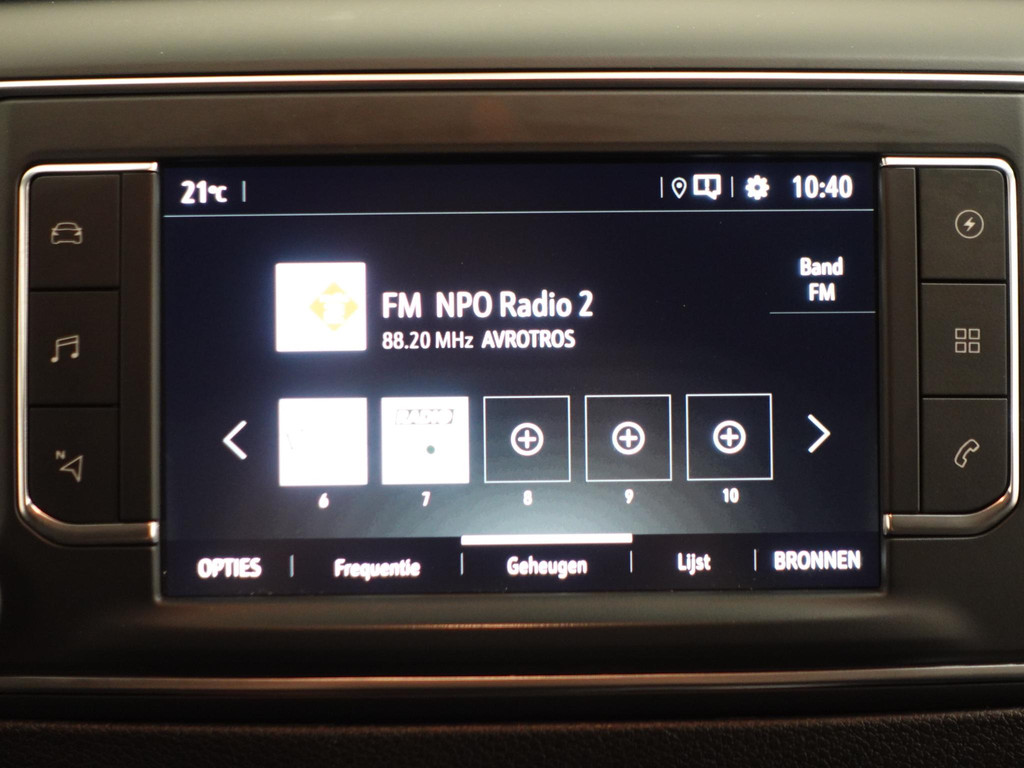 21°C
10:40
Band
FM
FM NPO Radio 2
88.20 MHz AVROTROS
RADIO
6 7 8 9 10
N
OPTIES Frequentie Geheugen Lijst BRONNEN